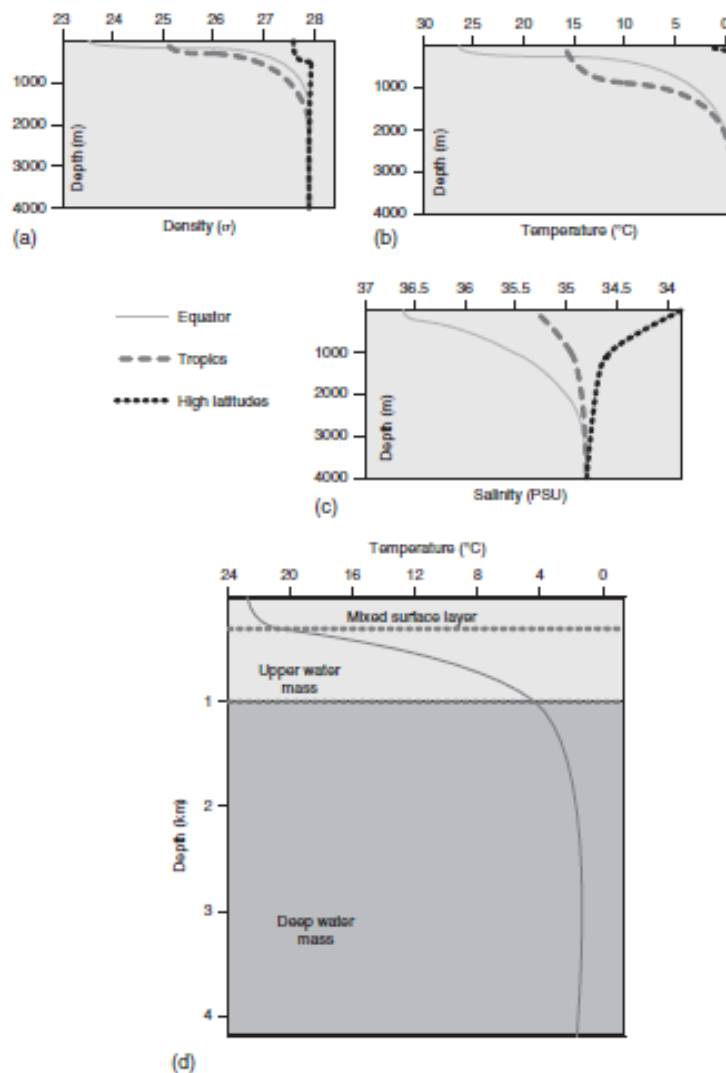 23 24 25 26 27 28
1000
2000
3000
4000
Depth (m)
Density (σ)
(a)
30 25 20 15 10 5 0
1000
2000
3000
4000
Depth (m)
Temperature (°C)
(b)
Equator
Tropics
High latitudes
37 36.5 36 35.5 35 34.5 34
1000
2000
3000
4000
Depth (m)
Salinity (PSU)
(c)
Temperature (°C)
24 20 16 12 8 4 0
Mixed surface layer
Upper water
mass
1
2
3
4
Depth (km)
Deep water
mass
(d)